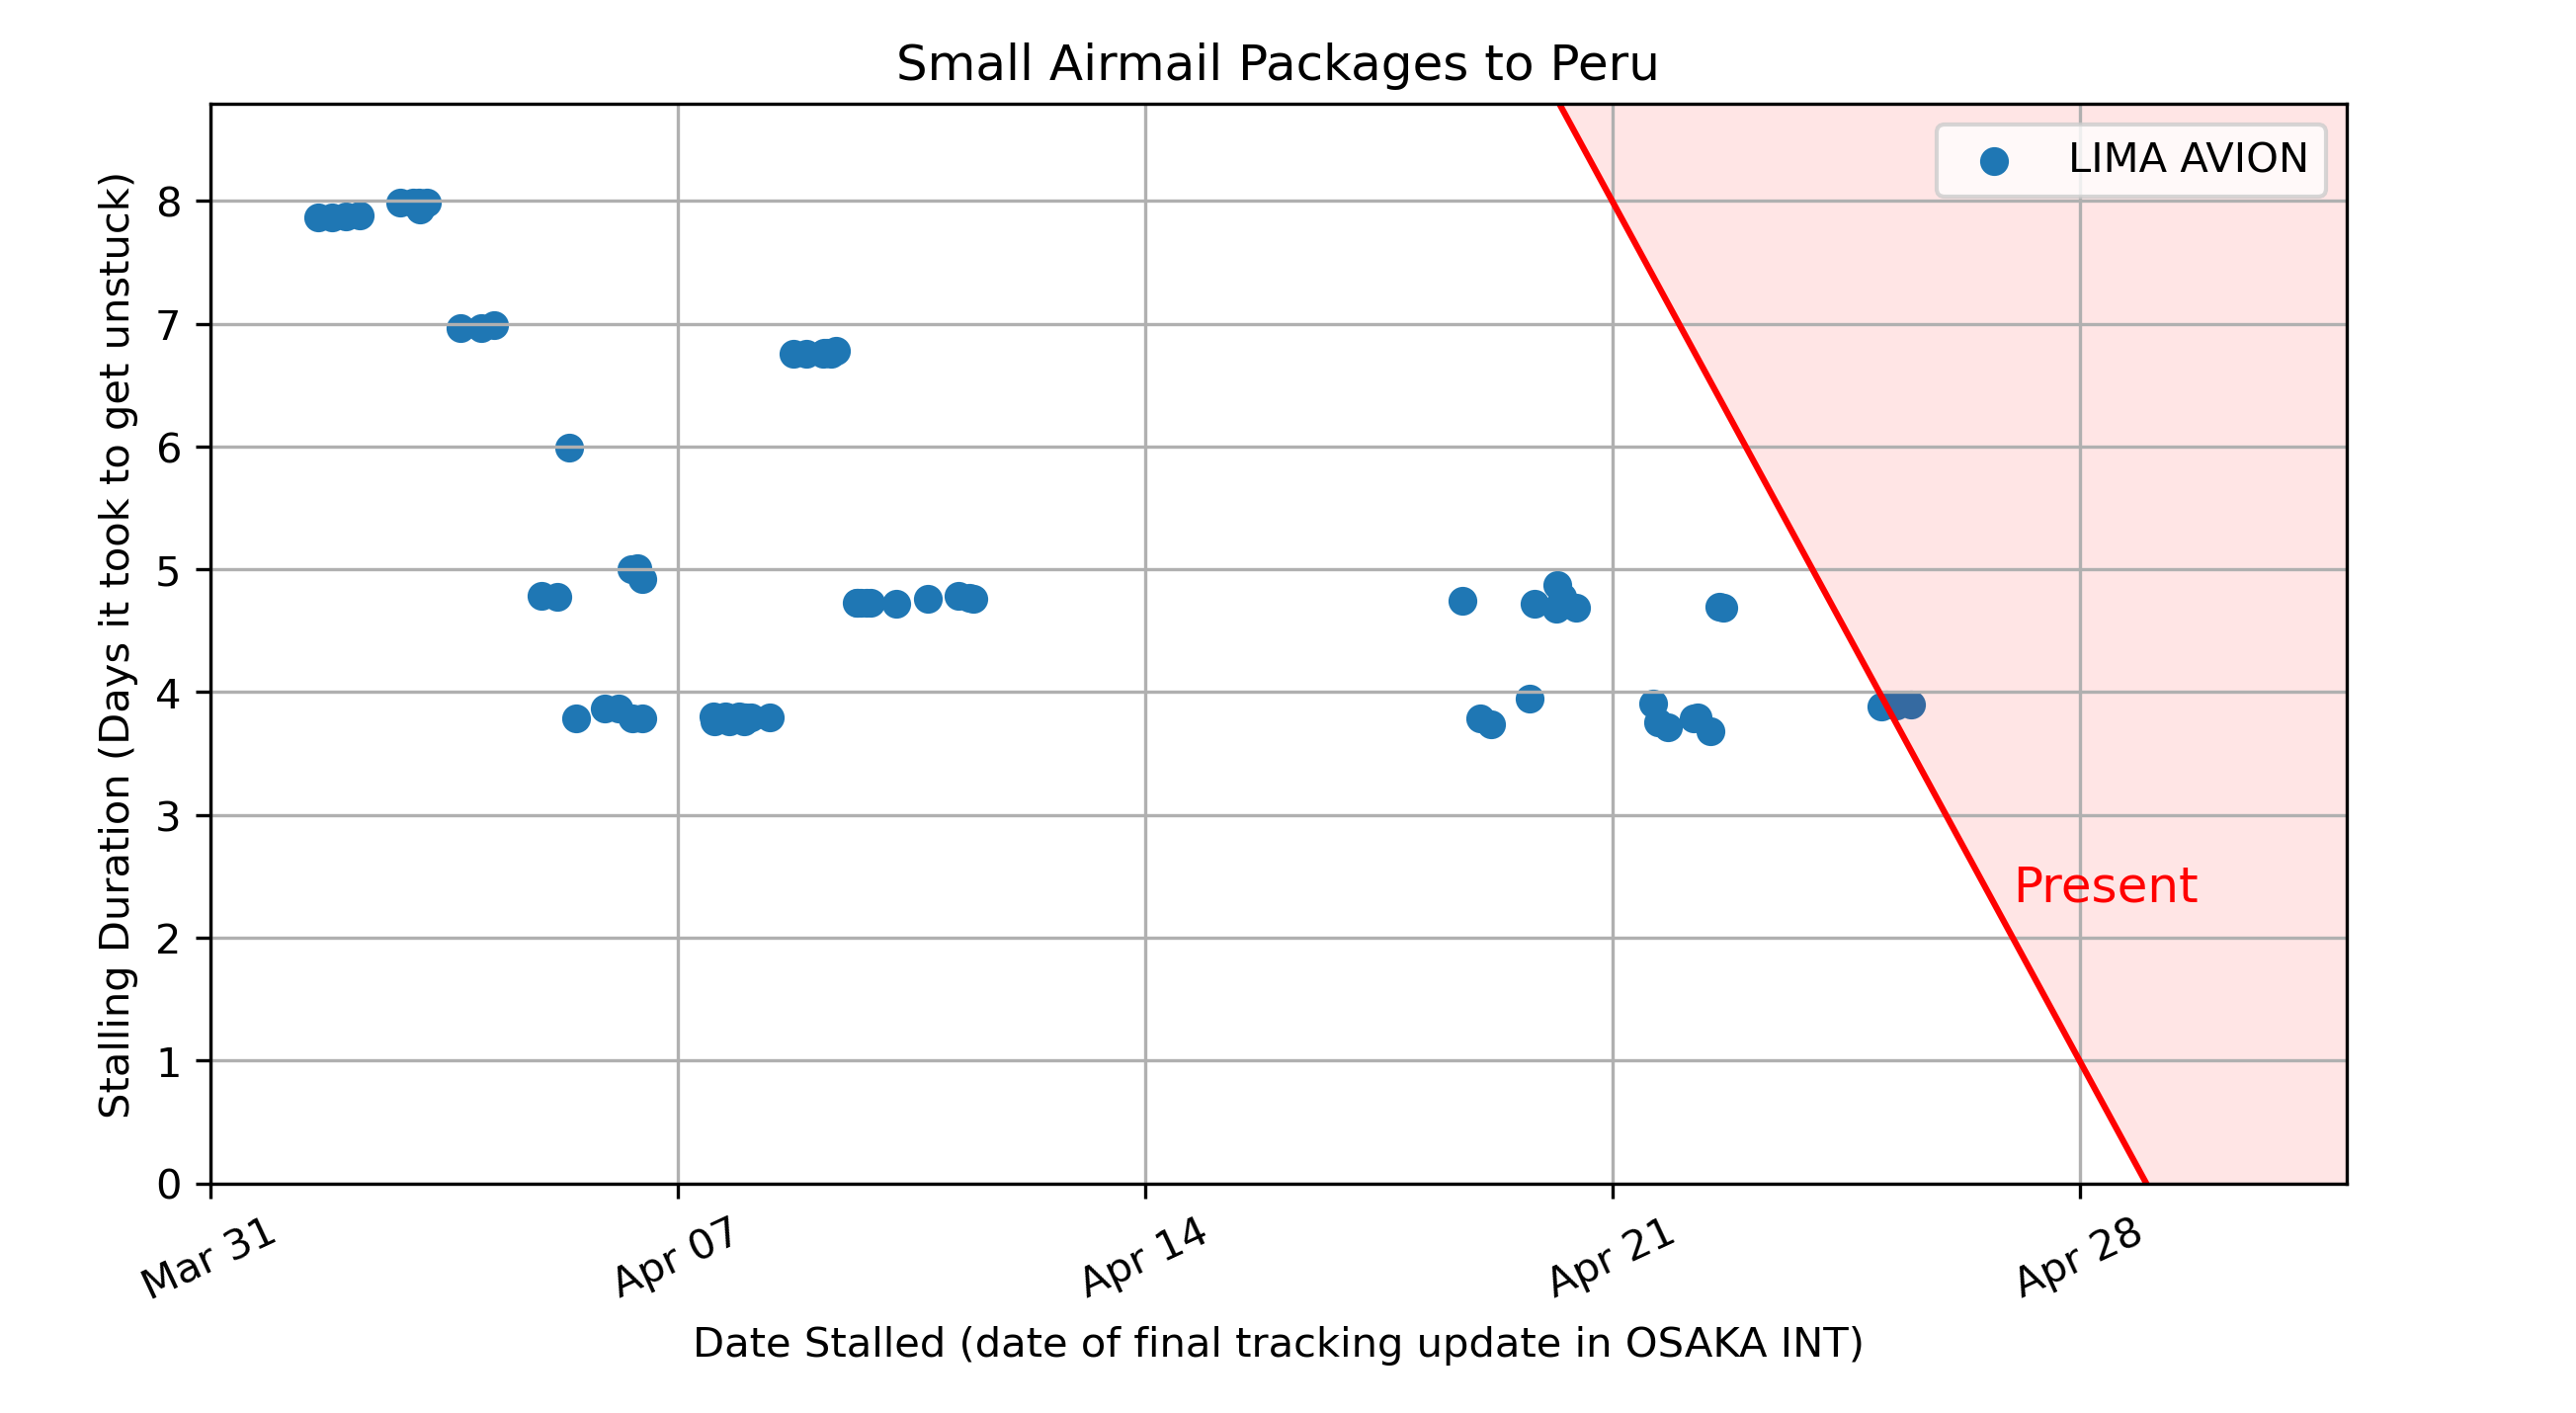 Small Airmail Packages to Peru
LIMA AVION
Stalling Duration (Days it took to get unstuck)
8
7
6
5
4
3
2
1
0
Present
Mar 31
Apr 07
Apr 14
Apr 21
Apr 28
Date Stalled (date of final tracking update in OSAKA INT)